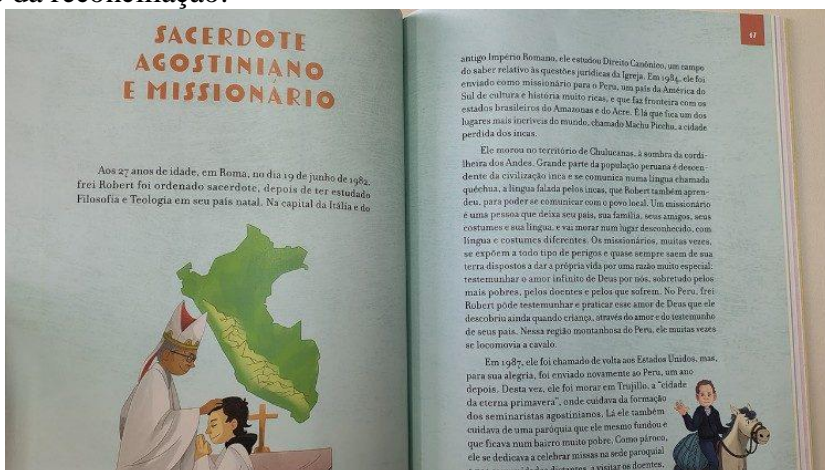 da reconciliação.
SACERDOTE
AGOSTINIANO
E MISSIONÁRIO
Aos 27 anos de idade, em Roma, no dia 19 de junho de 1982,
frei Robert foi ordenado sacerdote, depois de ter estudado
Filosofia e Teologia em seu país natal. Na capital da Itália e do
47
antigo Império Romano, ele estudou Direito Canônico, um campo
do saber relativo às questões jurídicas da Igreja. Em 1984, ele foi
enviado como missionário para o Peru, um país da América do
Sul de cultura e história muito ricas, e que faz fronteira com os
estados brasileiros do Amazonas e do Acre. É lá que fica um dos
lugares mais incríveis do mundo, chamado Machu Picchu, a cidade
perdida dos incas.
Ele morou no território de Chulucanas, à sombra da cordi-
lheira dos Andes. Grande parte da população peruana é descen-
dente da civilização inca e se comunica numa língua chamada
quéchua, a língua falada pelos incas, que Robert também apren-
deu, para poder se comunicar com o povo local. Um missionário
é uma pessoa que deixa seu país, sua família, seus amigos, seus
costumes e sua língua, e vai morar num lugar desconhecido, com
língua e costumes diferentes. Os missionários, muitas vezes,
se expõem a todo tipo de perigos e quase sempre saem de sua
terra dispostos a dar a própria vida por uma razão muito especial:
testemunhar o amor infinito de Deus por nós, sobretudo pelos
mais pobres, pelos doentes e pelos que sofrem. No Peru, frei
Robert pôde testemunhar e praticar esse amor de Deus que ele
descobriu ainda quando criança, através do amor e do testemunho
de seus pais. Nessa região montanhosa do Peru, ele muitas vezes
se locomovia a cavalo.
Em 1987, ele foi chamado de volta aos Estados Unidos, mas,
para sua alegria, foi enviado novamente ao Peru, um ano
depois. Desta vez, ele foi morar em Trujillo, a “cidade
da eterna primavera”, onde cuidava da formação
dos seminaristas agostinianos. Lá ele também
cuidava de uma paróquia que ele mesmo fundou e
que ficava num bairro muito pobre. Como pároco,
ele se dedicava a celebrar missas na sede paroquial
distantes, a visitar os doentes,